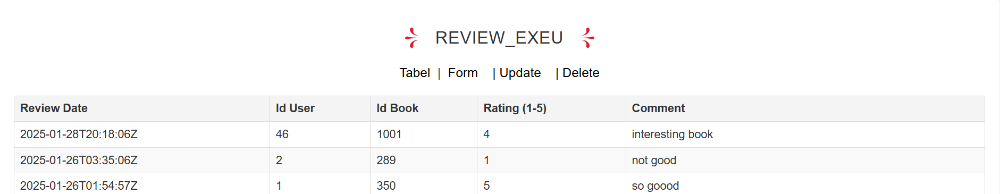 REVIEW_EXEU
Tabel | Form | Update | Delete
Review Date Id User Id Book Rating (1-5) Comment
2025-01-28T20:18:06Z 46 1001 4 interesting book
2025-01-26T03:35:06Z 2 289 1 not good
2025-01-26T01:54:57Z 1 350 5 so goood